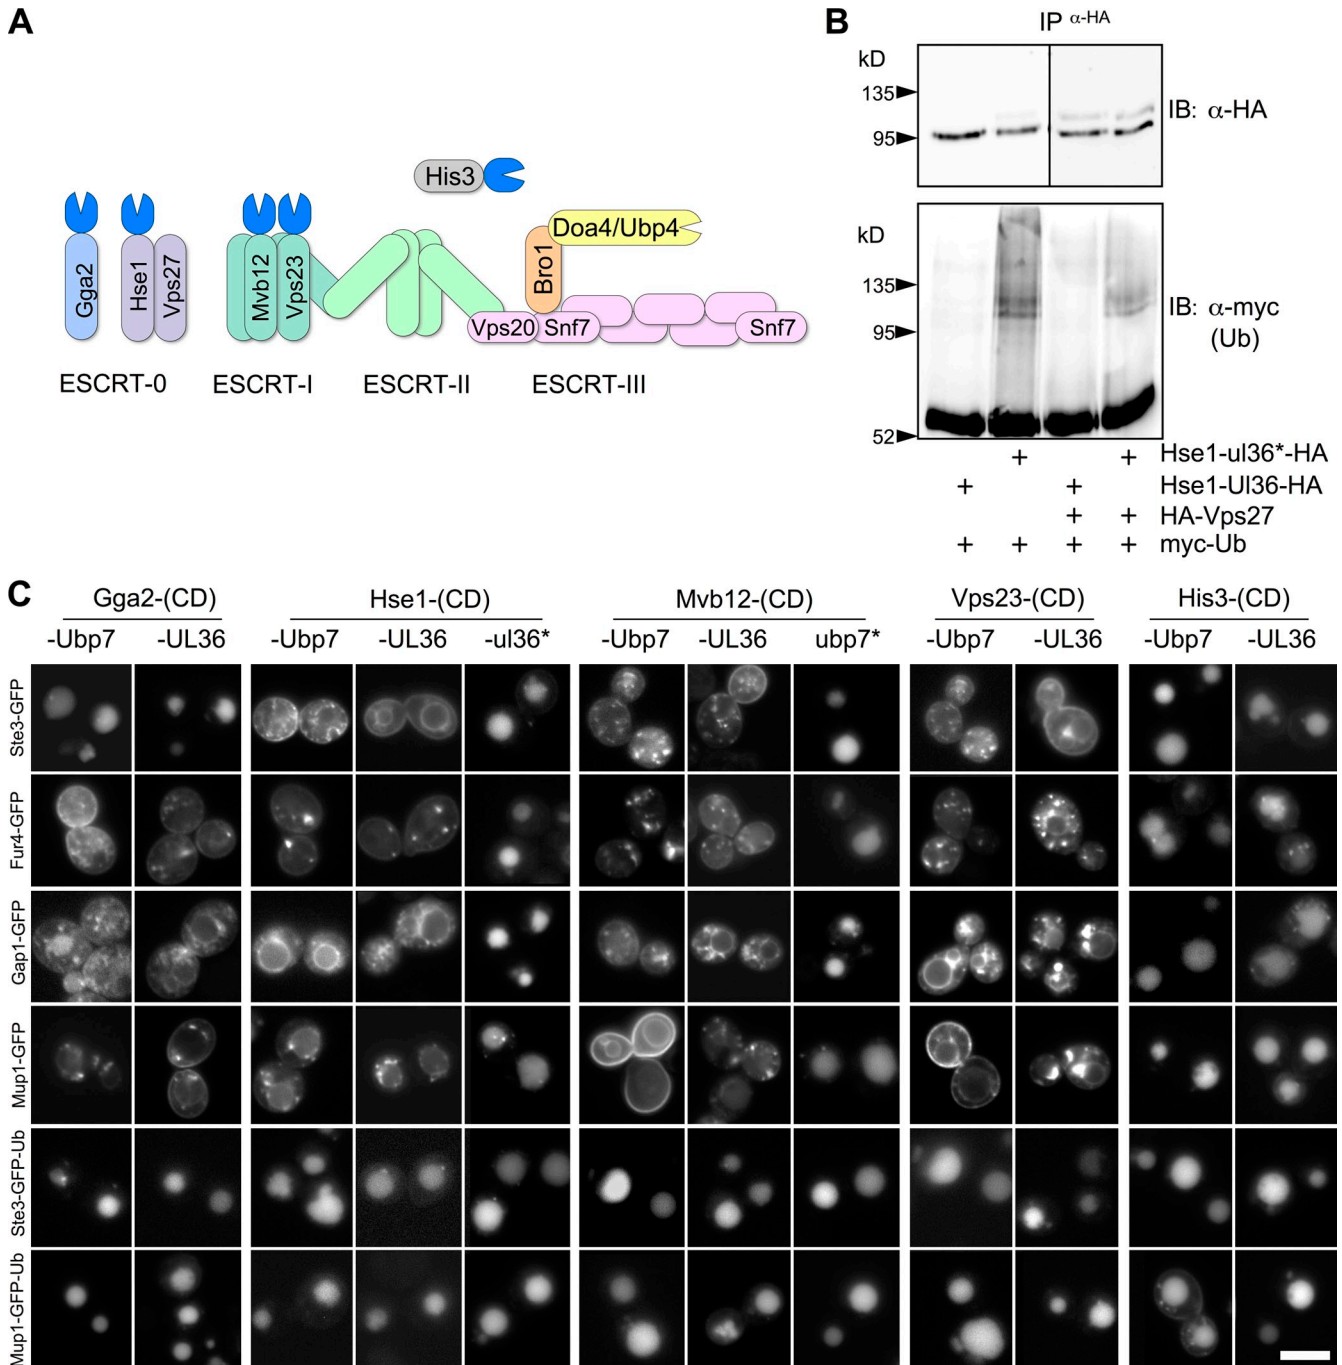 A
His3
Doa4/Ubp4
Gga2
Hse1
Vps27
Mvb12
Vps23
Bro1
Vps20
Snf7
Snf7
ESCRT-0
ESCRT-I
ESCRT-II
ESCRT-III
B
IP α-HA
kD
135
95
IB: α-HA
kD
135
95
52
IB: α-myc
(Ub)
+ + Hse1-ul36*-HA
+ + Hse1-Ul36-HA
+ + HA-Vps27
+ + + + myc-Ub
C
Gga2-(CD) Hse1-(CD) Mvb12-(CD) Vps23-(CD) His3-(CD)
-Ubp7 -UL36 -Ubp7 -UL36 -ul36* -Ubp7 -UL36 ubp7* -Ubp7 -UL36 -Ubp7 -UL36
Ste3-GFP
Fur4-GFP
Gap1-GFP
Mup1-GFP
Ste3-GFP-Ub
Mup1-GFP-Ub